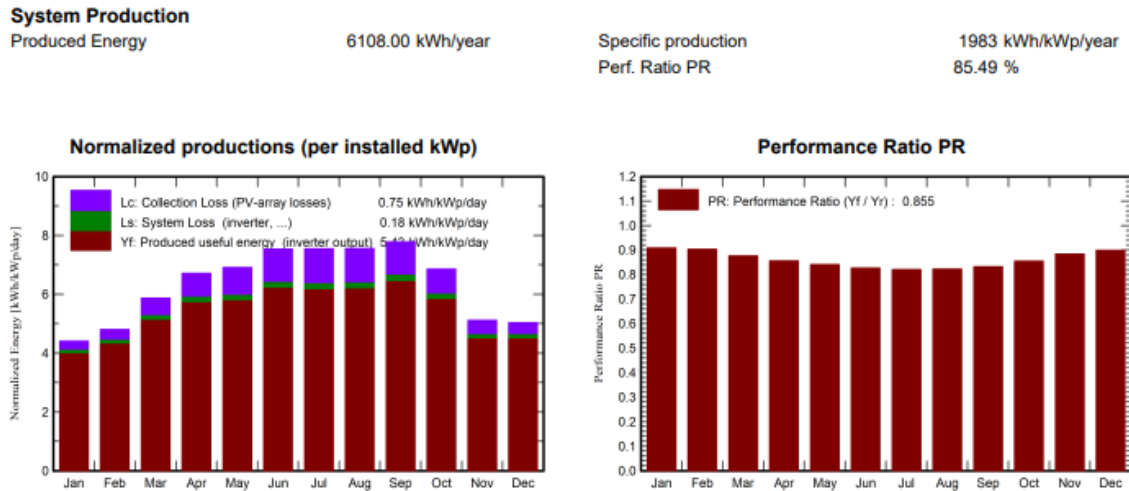 System Production
Produced Energy 6108.00 kWh/year
Specific production 1983 kWh/kWp/year
Perf. Ratio PR 85.49 %
Normalized productions (per installed kWp)
Normalized Energy [kWh/kWp/day]
10
8
6
4
2
0
Lc: Collection Loss (PV-array losses) 0.75 kWh/kWp/day
Ls: System Loss (inverter, ...) 0.18 kWh/kWp/day
Yf: Produced useful energy (inverter output) kWh/kWp/day
Jan Feb Mar Apr May Jun Jul Aug Sep Oct Nov Dec
Performance Ratio PR
Performance Ratio PR
1.2
1.1
1.0
0.9
0.8
0.7
0.6
0.5
0.4
0.3
0.2
0.1
0.0
PR: Performance Ratio (Yf / Yr) : 0.855
Jan Feb Mar Apr May Jun Jul Aug Sep Oct Nov Dec